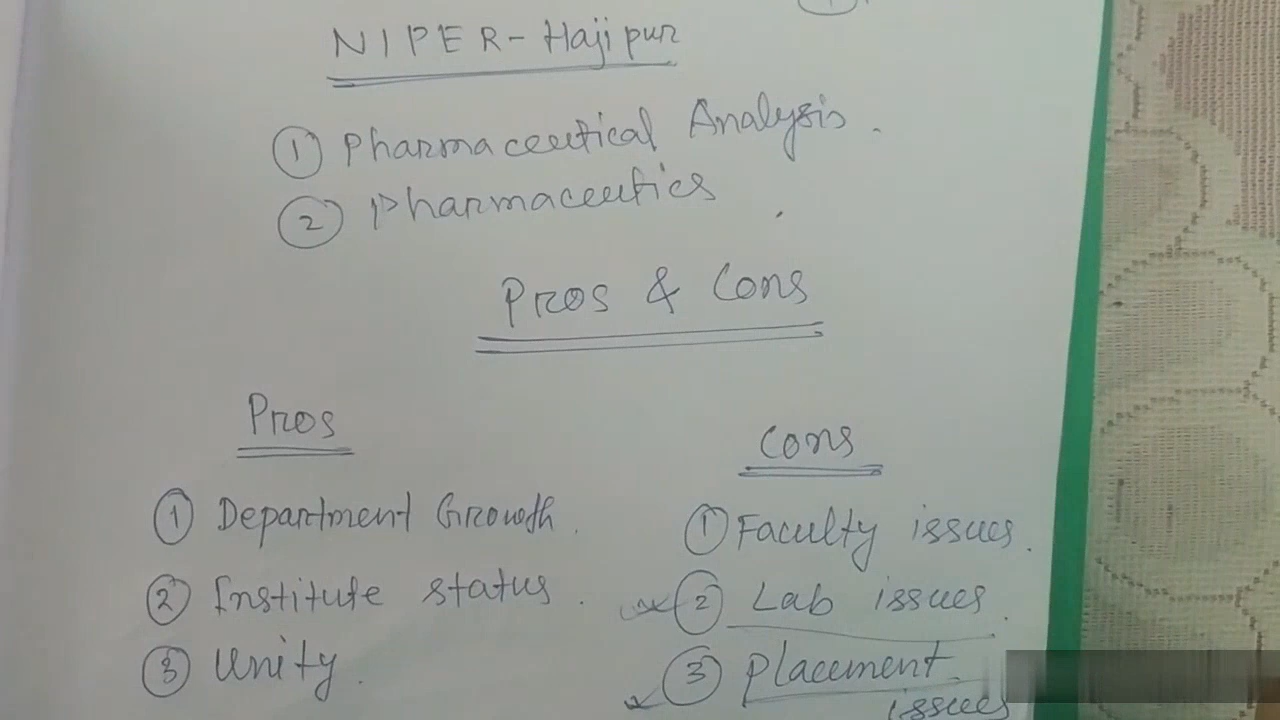 NIPER - Hajipur
① Pharmaceutical Analysis.
② Pharmaceutics
Pros & Cons
Pros
① Department Growth.
② Institute status.
③ Unity.
Cons
① Faculty issues.
② Lab issues.
③ Placement issues